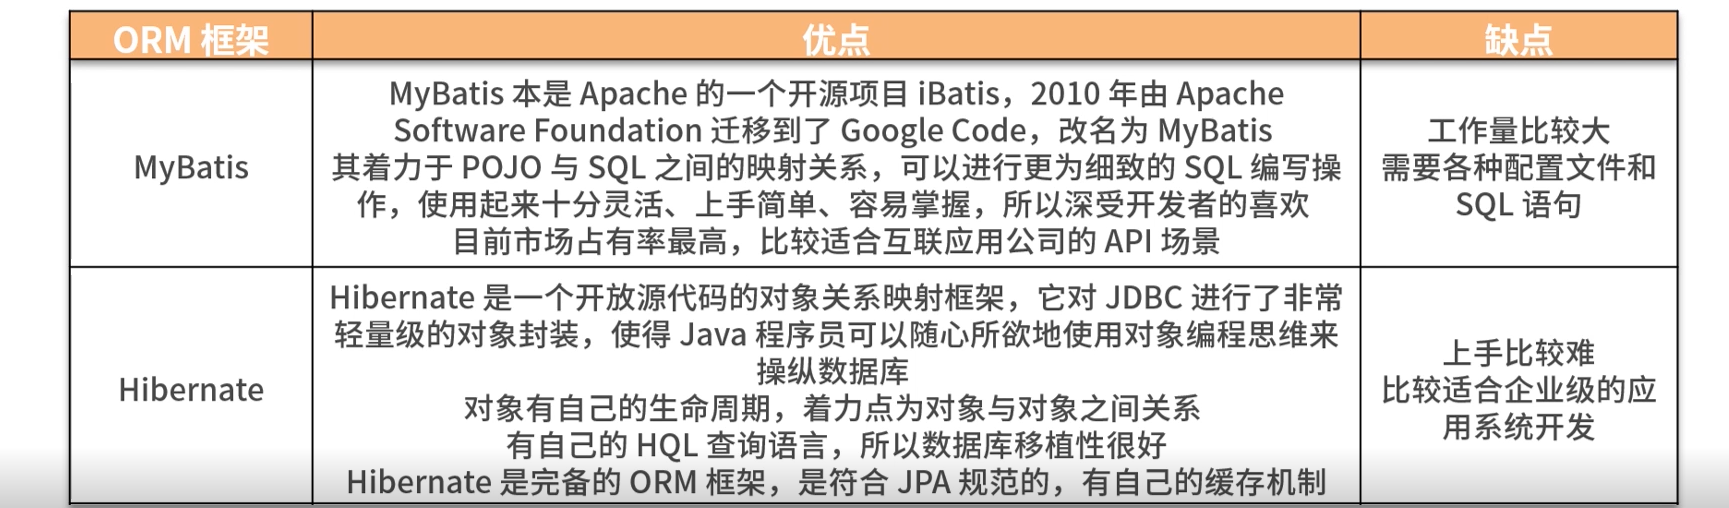 ORM 框架
优点
缺点
MyBatis
MyBatis 本是 Apache 的一个开源项目 iBatis，2010 年由 Apache
Software Foundation 迁移到了 Google Code，改名为 MyBatis
其着力于 POJO 与 SQL 之间的映射关系，可以进行更为细致的 SQL 编写操
作，使用起来十分灵活、上手简单、容易掌握，所以深受开发者的喜欢
目前市场占有率最高，比较适合互联应用公司的 API 场景
工作量比较大
需要各种配置文件和
SQL 语句
Hibernate
Hibernate 是一个开放源代码的对象关系映射框架，它对 JDBC 进行了非常
轻量级的对象封装，使得 Java 程序员可以随心所欲地使用对象编程思维来
操纵数据库
对象有自己的生命周期，着力点为对象与对象之间关系
有自己的 HQL 查询语言，所以数据库移植性很好
Hibernate 是完备的 ORM 框架，是符合 JPA 规范的，有自己的缓存机制
上手比较难
比较适合企业级的应
用系统开发